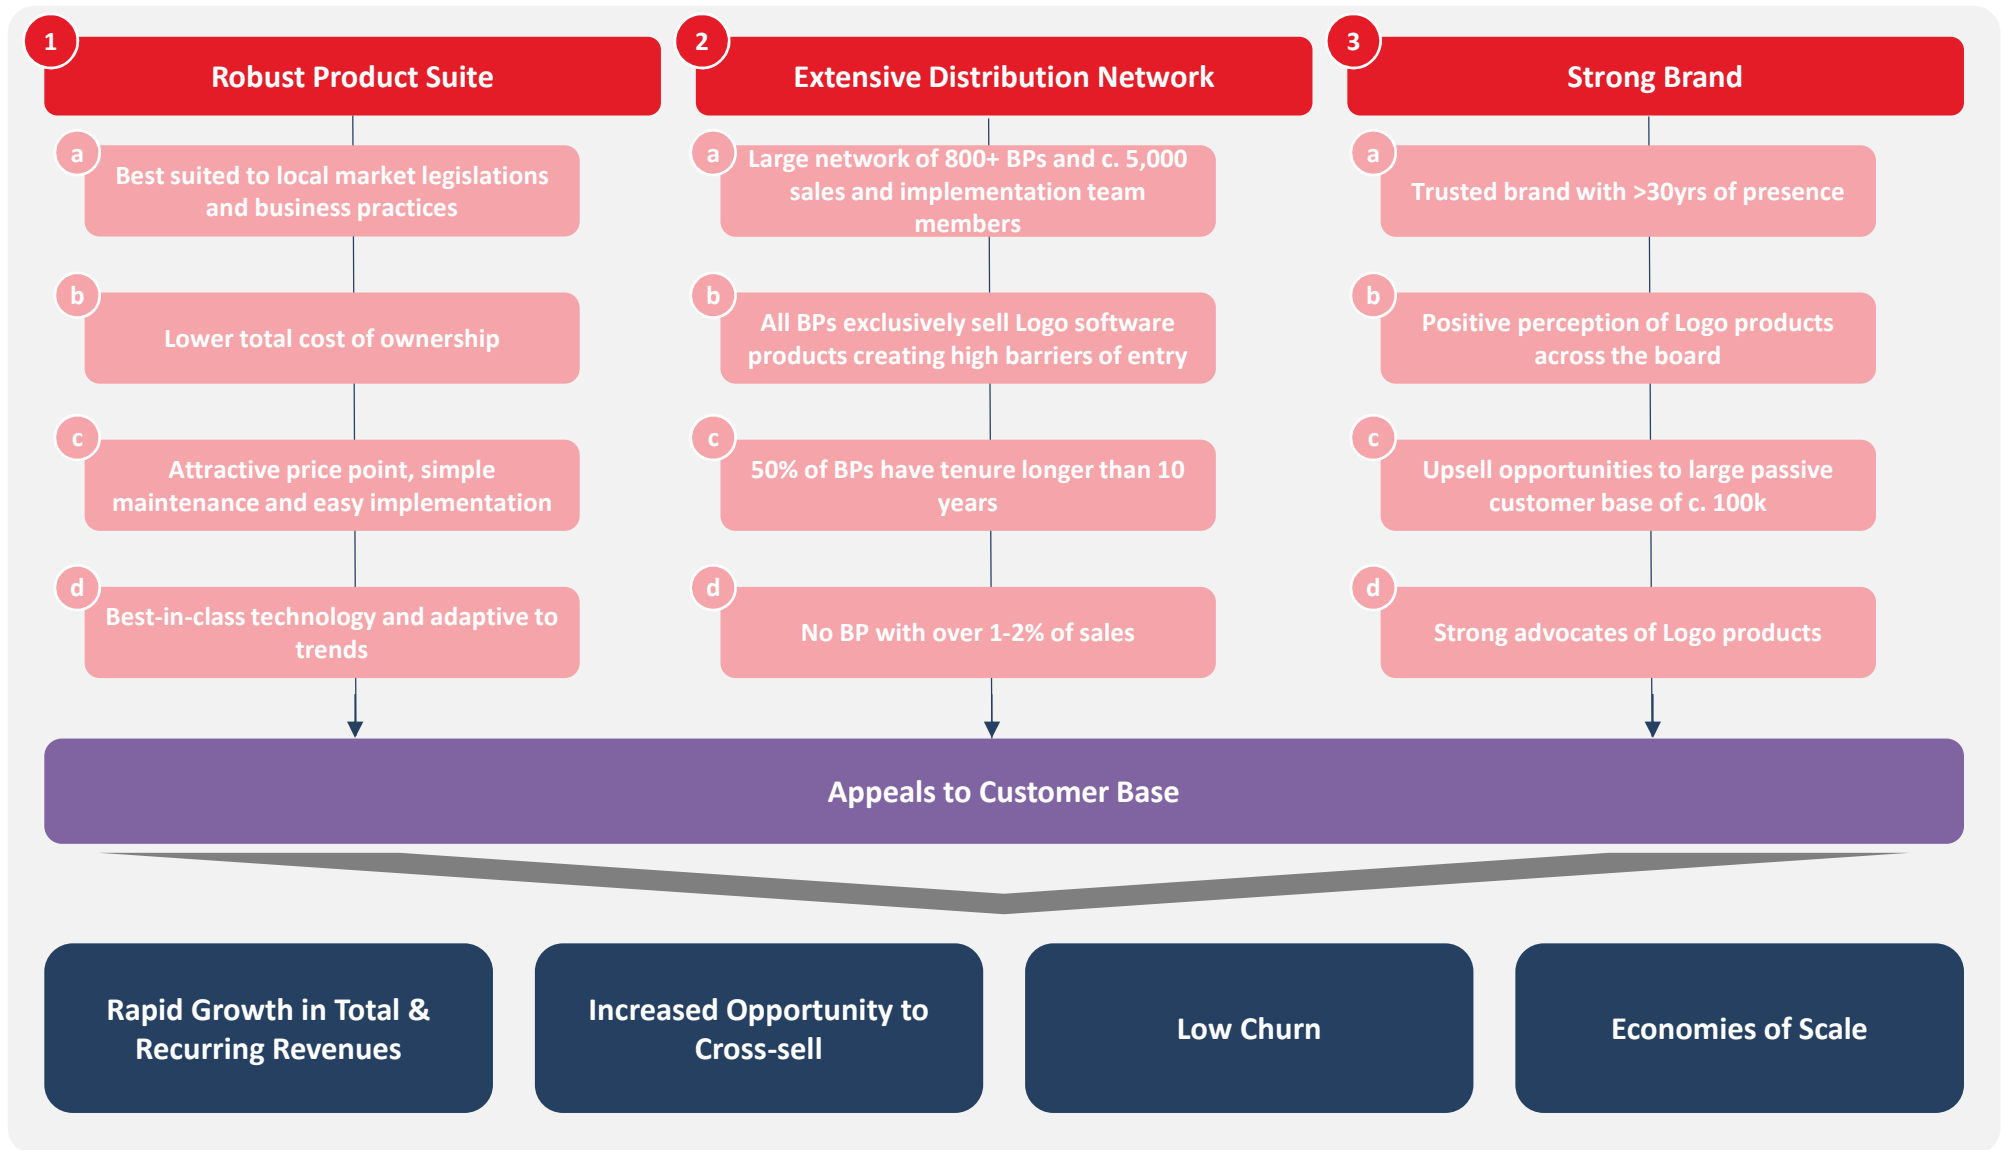 1
Robust Product Suite
a
Best suited to local market legislations
and business practices
b
Lower total cost of ownership
c
Attractive price point, simple
maintenance and easy implementation
d
Best-in-class technology and adaptive to
trends
2
Extensive Distribution Network
a
Large network of 800+ BPs and c. 5,000
sales and implementation team
members
b
All BPs exclusively sell Logo software
products creating high barriers of entry
c
50% of BPs have tenure longer than 10
years
d
No BP with over 1-2% of sales
3
Strong Brand
a
Trusted brand with >30yrs of presence
b
Positive perception of Logo products
across the board
c
Upsell opportunities to large passive
customer base of c. 100k
d
Strong advocates of Logo products
Appeals to Customer Base
Rapid Growth in Total &
Recurring Revenues
Increased Opportunity to
Cross-sell
Low Churn
Economies of Scale